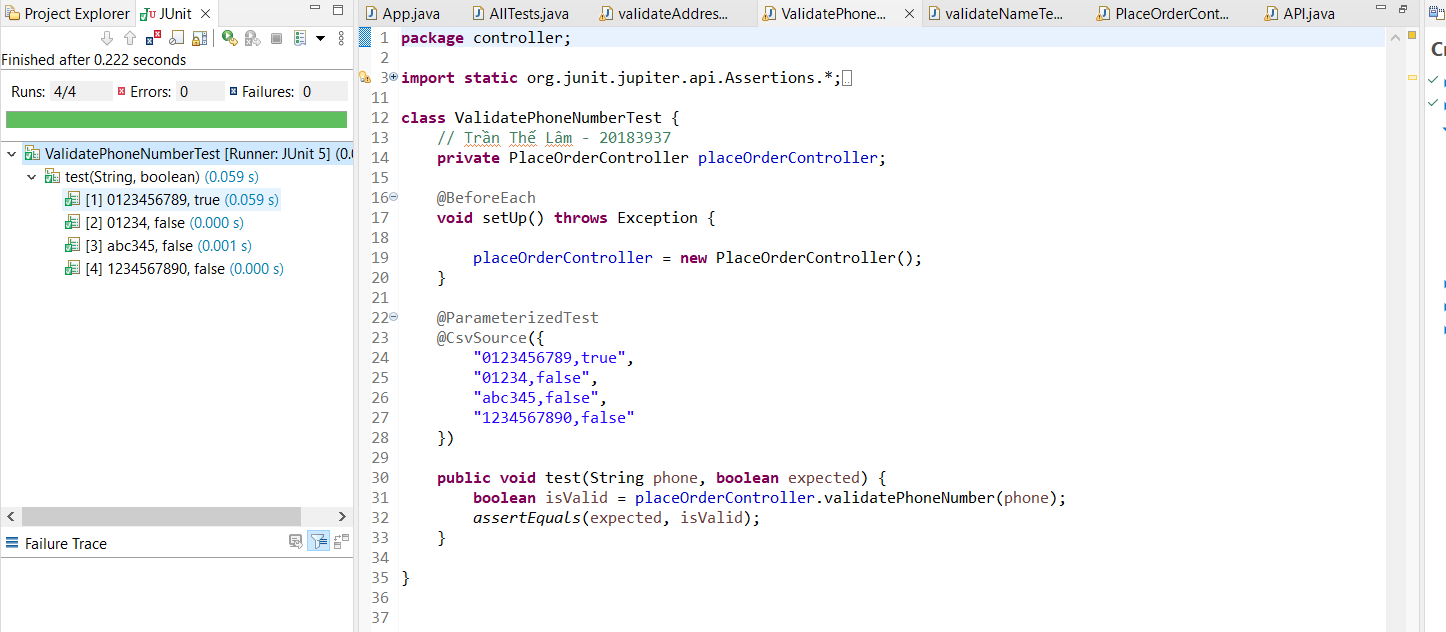 Project Explorer JUnit
Finished after 0.222 seconds
Runs: 4/4 Errors: 0 Failures: 0
ValidatePhoneNumberTest [Runner: JUnit 5] (0.0
test(String, boolean) (0.059 s)
[1] 0123456789, true (0.059 s)
[2] 01234, false (0.000 s)
[3] abc345, false (0.001 s)
[4] 1234567890, false (0.000 s)
Failure Trace
App.java AllTests.java validateAddres... ValidatePhone... validateNameTe... PlaceOrderCont... API.java
1 package controller;
2
3 import static org.junit.jupiter.api.Assertions.*;
11
12 class ValidatePhoneNumberTest {
13 // Trần Thế Lâm - 20183937
14 private PlaceOrderController placeOrderController;
15
16 @BeforeEach
17 void setUp() throws Exception {
18
19 placeOrderController = new PlaceOrderController();
20 }
21
22 @ParameterizedTest
23 @CsvSource({
24 "0123456789,true",
25 "01234,false",
26 "abc345,false",
27 "1234567890,false"
28 })
29
30 public void test(String phone, boolean expected) {
31 boolean isValid = placeOrderController.validatePhoneNumber(phone);
32 assertEquals(expected, isValid);
33 }
34
35 }
36
37